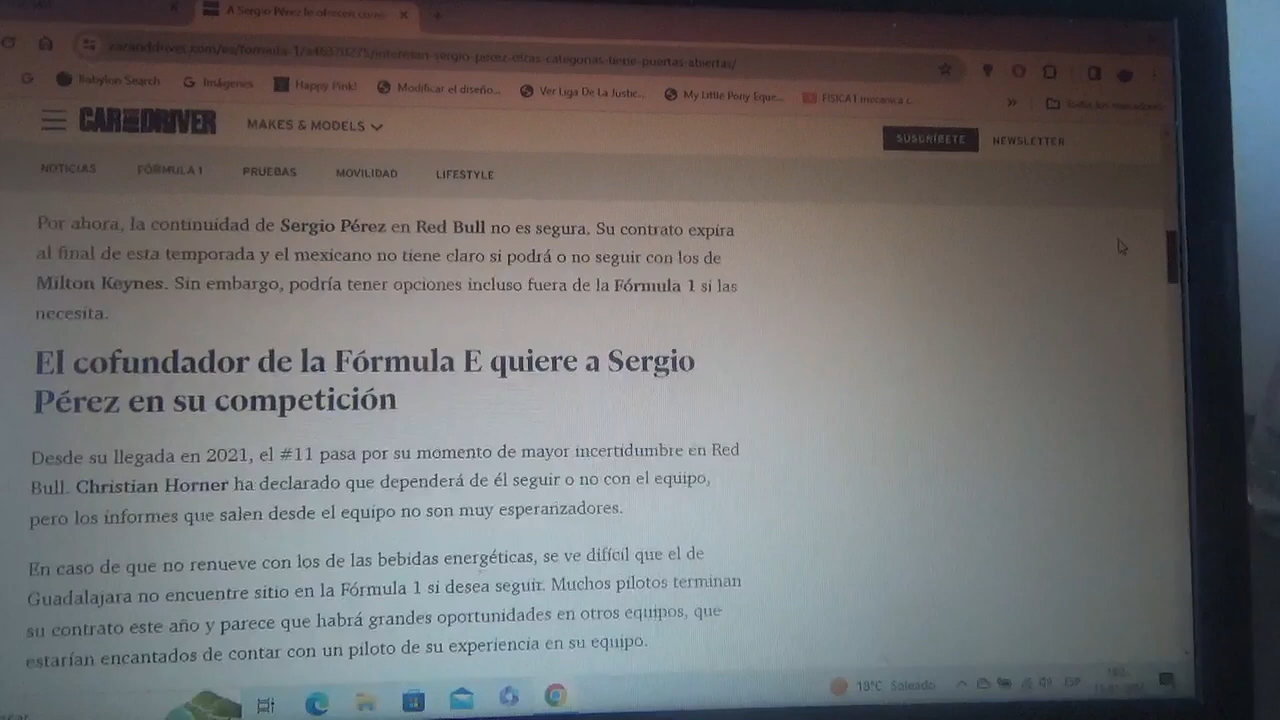 A Sergio Pérez le ofrecen
interesan-sergio-perez-otras-categorias-tiene-puertas-abiertas/
G Babylon Search G Imágenes Happy Pink! Modificar el diseño... Ver Liga De La Justic... My Little Pony Eque... FISICA1 mecanica c... » Todos los marcadores
CAR AND DRIVER MAKES & MODELS SUSCRÍBETE NEWSLETTER
NOTICIAS FÓRMULA 1 PRUEBAS MOVILIDAD LIFESTYLE
Por ahora, la continuidad de Sergio Pérez en Red Bull no es segura. Su contrato expira
al final de esta temporada y el mexicano no tiene claro si podrá o no seguir con los de
Milton Keynes. Sin embargo, podría tener opciones incluso fuera de la Fórmula 1 si las
necesita.
El cofundador de la Fórmula E quiere a Sergio
Pérez en su competición
Desde su llegada en 2021, el #11 pasa por su momento de mayor incertidumbre en Red
Bull. Christian Horner ha declarado que dependerá de él seguir o no con el equipo,
pero los informes que salen desde el equipo no son muy esperanzadores.
En caso de que no renueve con los de las bebidas energéticas, se ve difícil que el de
Guadalajara no encuentre sitio en la Fórmula 1 si desea seguir. Muchos pilotos terminan
su contrato este año y parece que habrá grandes oportunidades en otros equipos, que
estarían encantados de contar con un piloto de su experiencia en su equipo.
18°C Soleado ESP